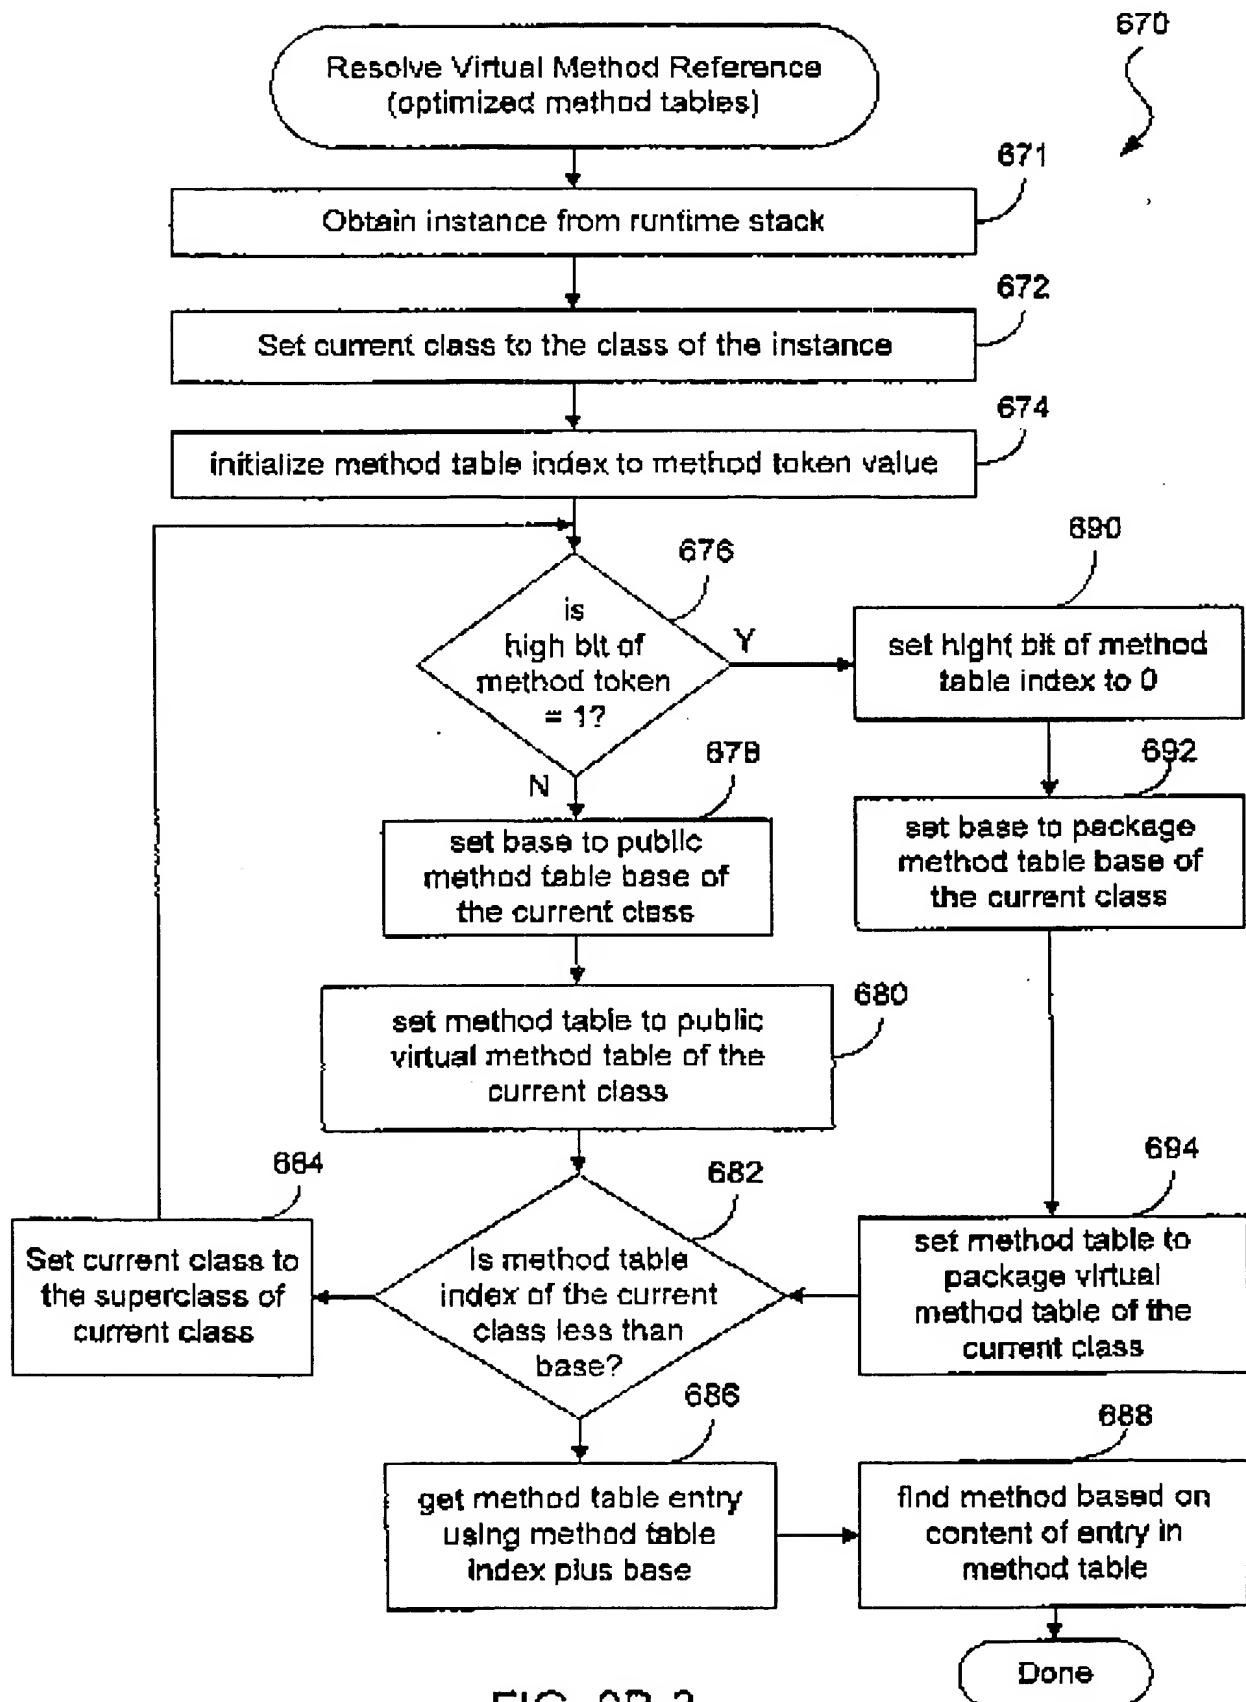 670
Resolve Virtual Method Reference
(optimized method tables)
671
Obtain instance from runtime stack
672
Set current class to the class of the instance
674
initialize method table index to method token value
676
is
high bit of
method token
= 1?
Y
N
690
set hight bit of method
table index to 0
678
set base to public
method table base of
the current class
692
set base to package
method table base of
the current class
680
set method table to public
virtual method table of the
current class
684
Set current class to
the superclass of
current class
682
is method table
index of the current
class less than
base?
694
set method table to
package virtual
method table of the
current class
686
get method table entry
using method table
index plus base
688
find method based on
content of entry in
method table
Done